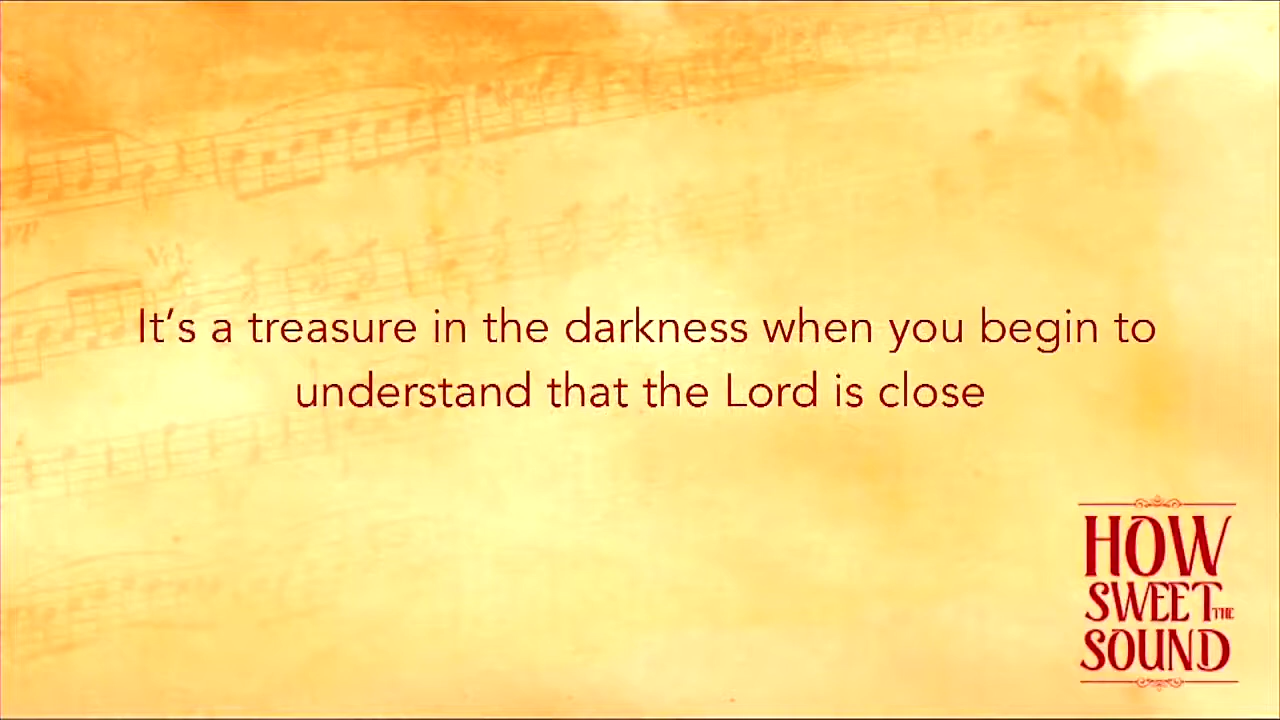 It’s a treasure in the darkness when you begin to
understand that the Lord is close
HOW
SWEET THE
SOUND